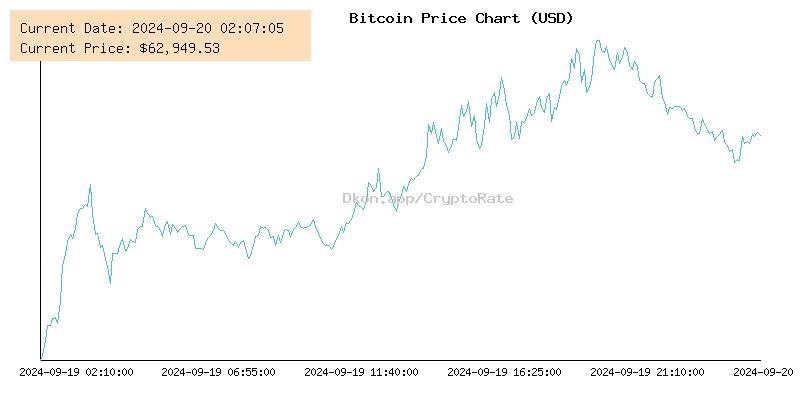 Bitcoin Price Chart (USD)
Current Date: 2024-09-20 02:07:05
Current Price: $62,949.53
Dkon.app/CryptoRate
2024-09-19 02:10:00 2024-09-19 06:55:00 2024-09-19 11:40:00 2024-09-19 16:25:00 2024-09-19 21:10:00 2024-09-20